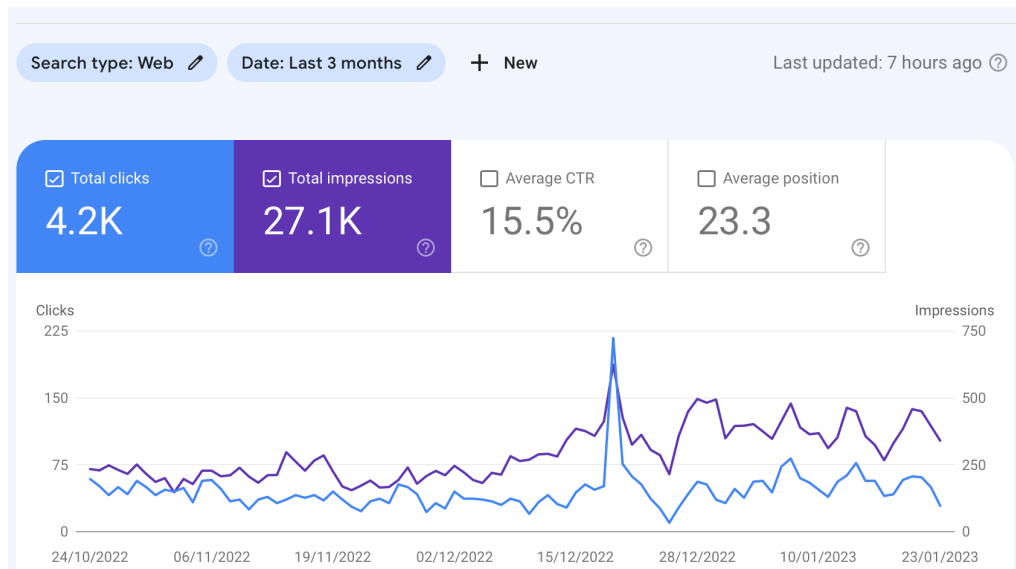 Search type: Web
Date: Last 3 months
+ New
Last updated: 7 hours ago
Total clicks
4.2K
Total impressions
27.1K
Average CTR
15.5%
Average position
23.3
Clicks
Impressions
225
750
150
500
75
250
0
0
24/10/2022
06/11/2022
19/11/2022
02/12/2022
15/12/2022
28/12/2022
10/01/2023
23/01/2023